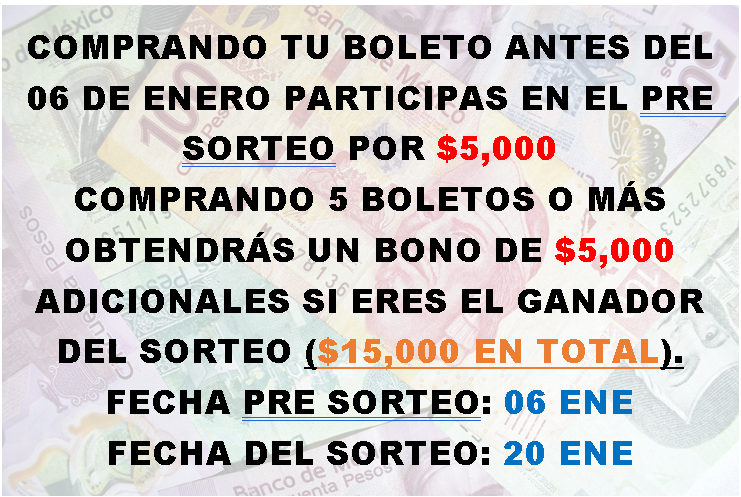 COMPRANDO TU BOLETO ANTES DEL
06 DE ENERO PARTICIPAS EN EL PRE
SORTEO POR $5,000
COMPRANDO 5 BOLETOS O MÁS
OBTENDRÁS UN BONO DE $5,000
ADICIONALES SI ERES EL GANADOR
DEL SORTEO ($15,000 EN TOTAL).
FECHA PRE SORTEO: 06 ENE
FECHA DEL SORTEO: 20 ENE